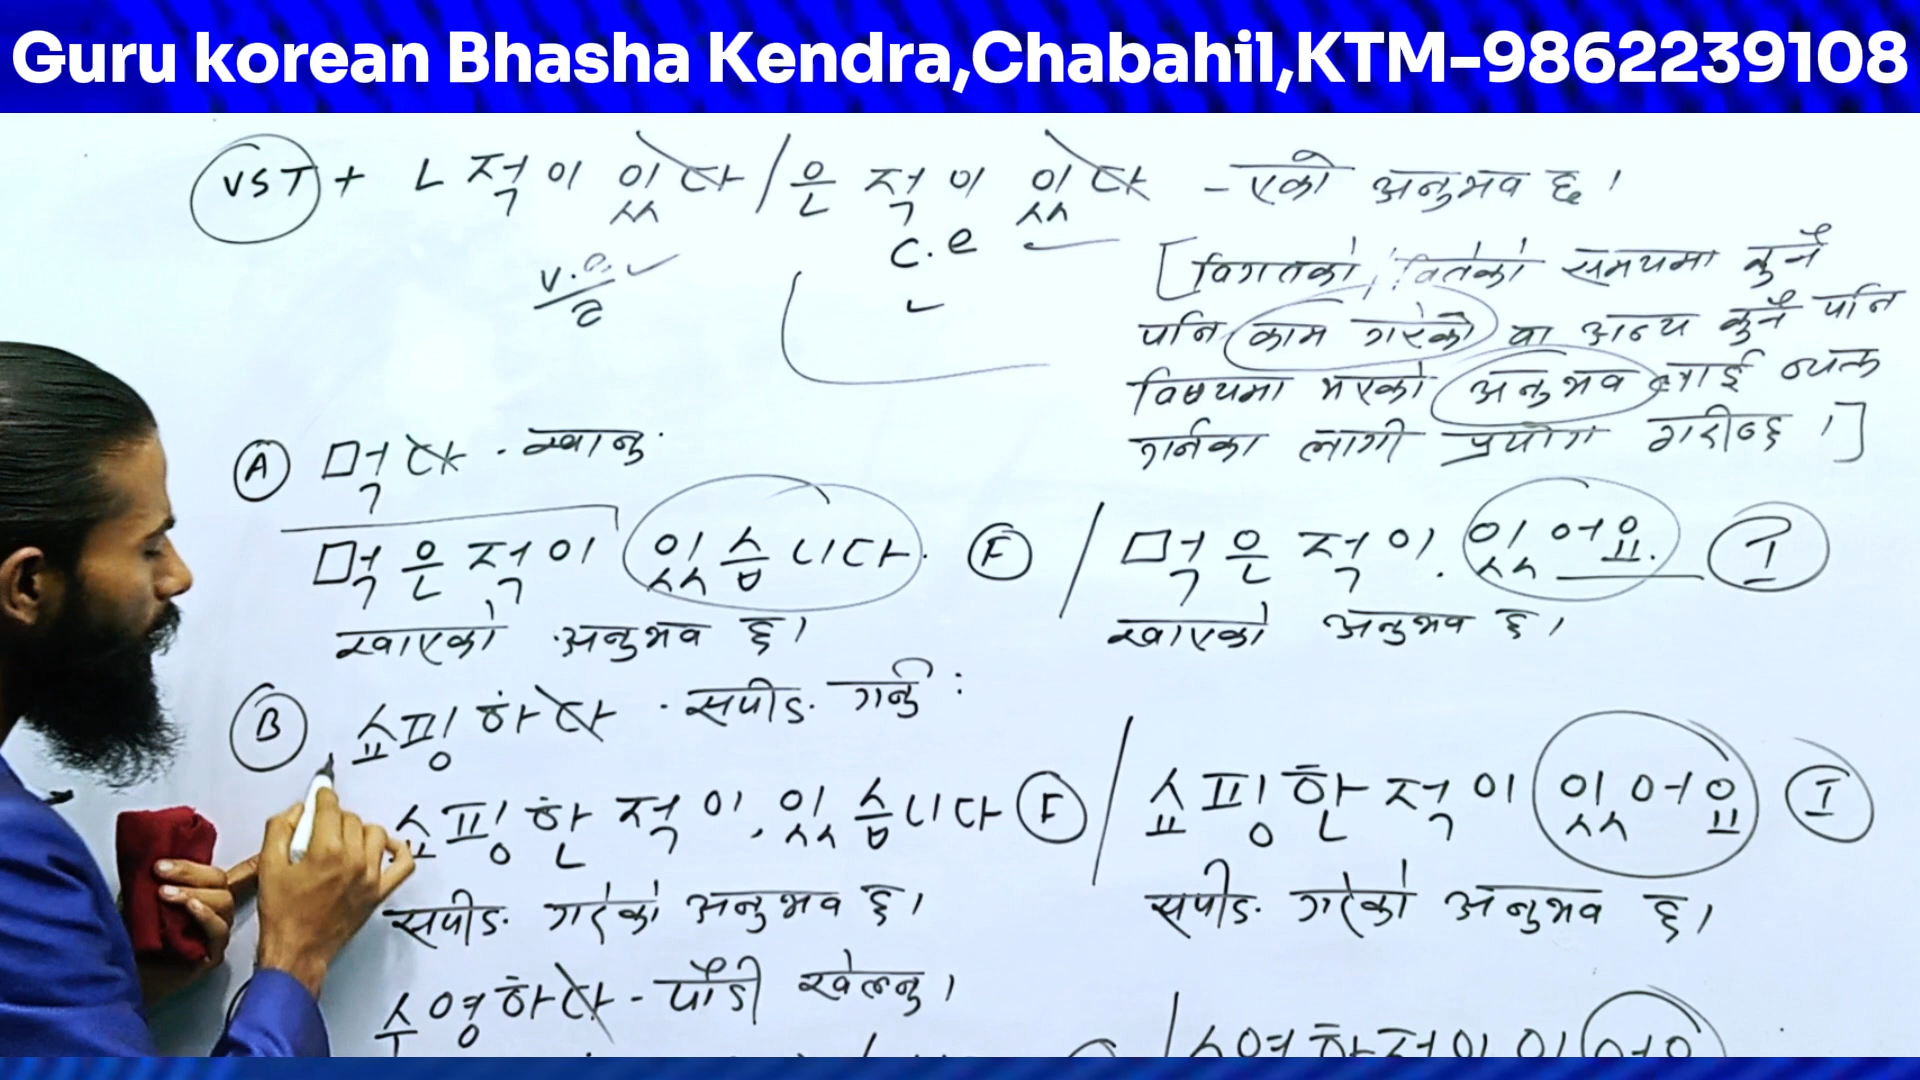 Guru korean Bhasha Kendra,Chabahil,KTM-9862239108
VST + ㄴ 적이 있다/은 적이 있다 - एको अनुभव छ।
v.e c.e
2
[विगतको/वितेको समयमा कुनै
पनि काम गरेको वा अन्य कुनै पनि
विषयमा भएको अनुभव लाई व्यक्त
गर्नका लागी प्रयोग गरीन्छ।]
A 먹다 · खानु
먹은 적이 있습니다. F / 먹은 적이. 있어요. I
खाएको अनुभव छ। खाएको अनुभव छ।
B 쇼핑하다 · सपीङ गर्नु :
쇼핑한 적이 있습니다 F / 쇼핑한 적이 있어요 I
सपीङ गरेको अनुभव छ। सपीङ गरेको अनुभव छ।
수영하다 - पौडी खेलनु।